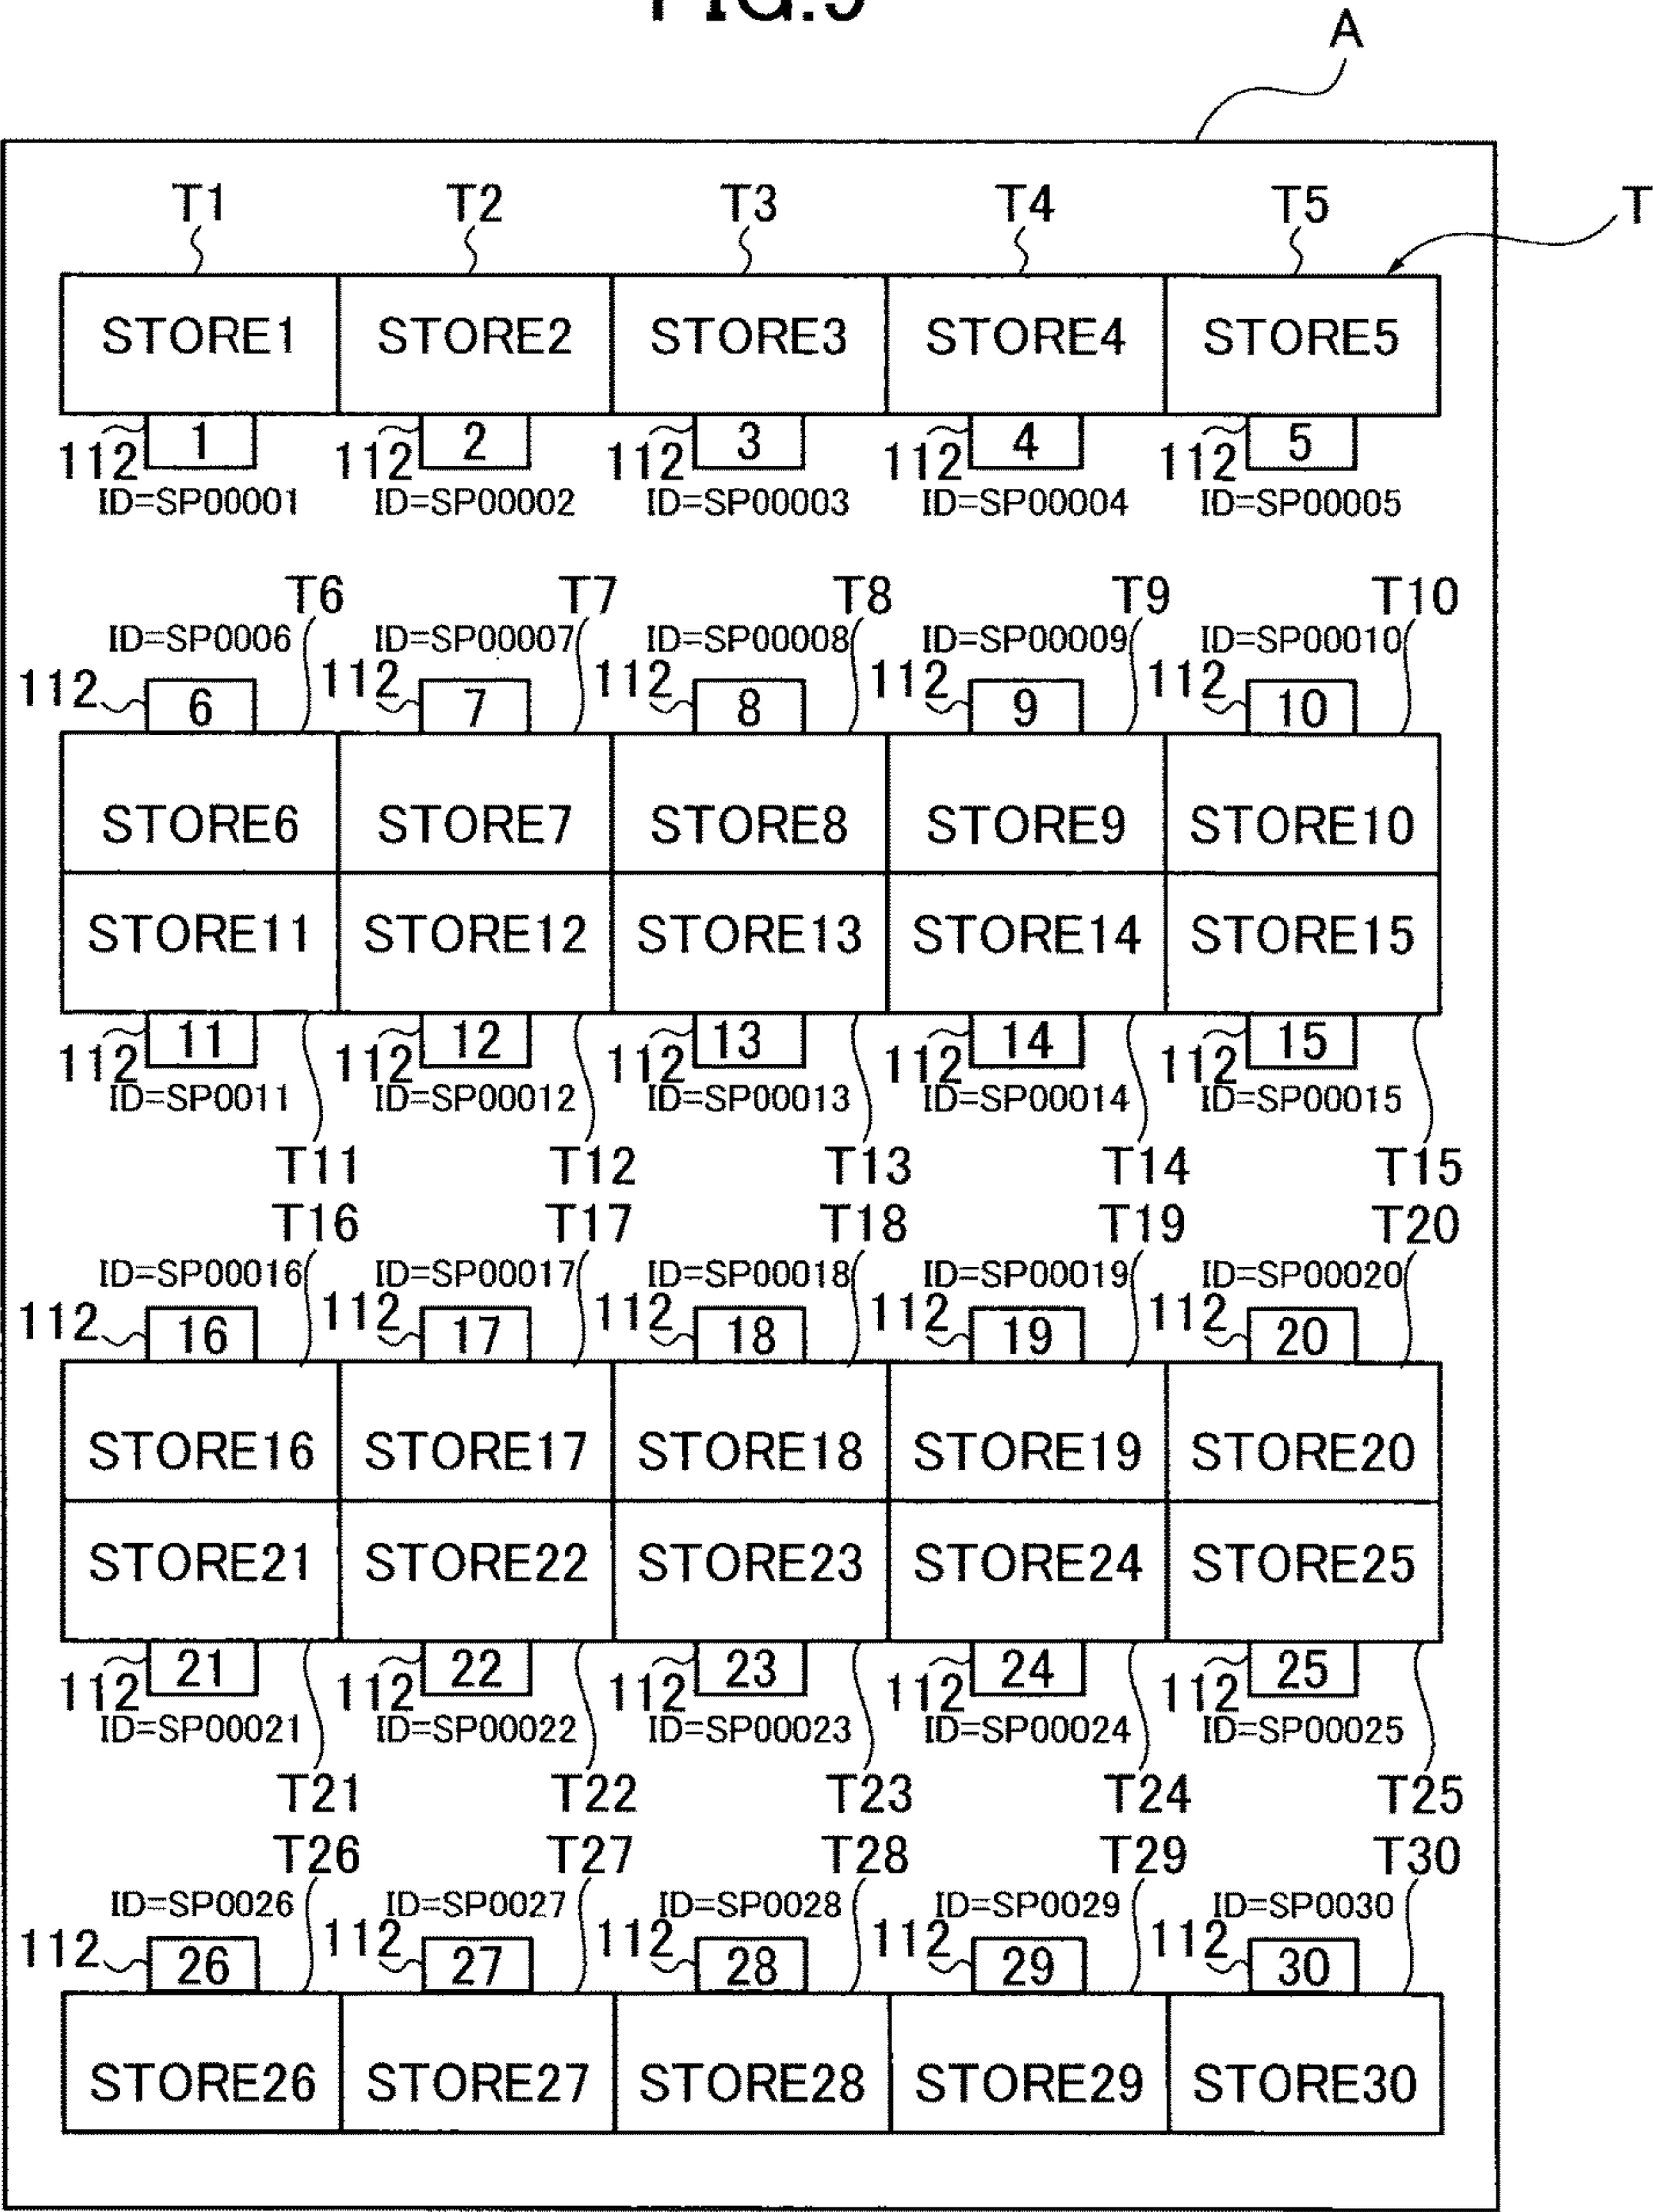 FIG.5
A
T1 T2 T3 T4 T5 T
STORE1 STORE2 STORE3 STORE4 STORE5
1 2 3 4 5
112 112 112 112 112
ID=SP00001 ID=SP00002 ID=SP00003 ID=SP00004 ID=SP00005
T6 T7 T8 T9 T10
ID=SP0006 ID=SP00007 ID=SP00008 ID=SP00009 ID=SP00010
112 112 112 112 112
6 7 8 9 10
STORE6 STORE7 STORE8 STORE9 STORE10
STORE11 STORE12 STORE13 STORE14 STORE15
11 12 13 14 15
112 112 112 112 112
ID=SP0011 ID=SP00012 ID=SP00013 ID=SP00014 ID=SP00015
T11 T12 T13 T14 T15
T16 T17 T18 T19 T20
ID=SP00016 ID=SP00017 ID=SP00018 ID=SP00019 ID=SP00020
112 112 112 112 112
16 17 18 19 20
STORE16 STORE17 STORE18 STORE19 STORE20
STORE21 STORE22 STORE23 STORE24 STORE25
21 22 23 24 25
112 112 112 112 112
ID=SP00021 ID=SP00022 ID=SP00023 ID=SP00024 ID=SP00025
T21 T22 T23 T24 T25
T26 T27 T28 T29 T30
ID=SP0026 ID=SP0027 ID=SP0028 ID=SP0029 ID=SP0030
112 112 112 112 112
26 27 28 29 30
STORE26 STORE27 STORE28 STORE29 STORE30